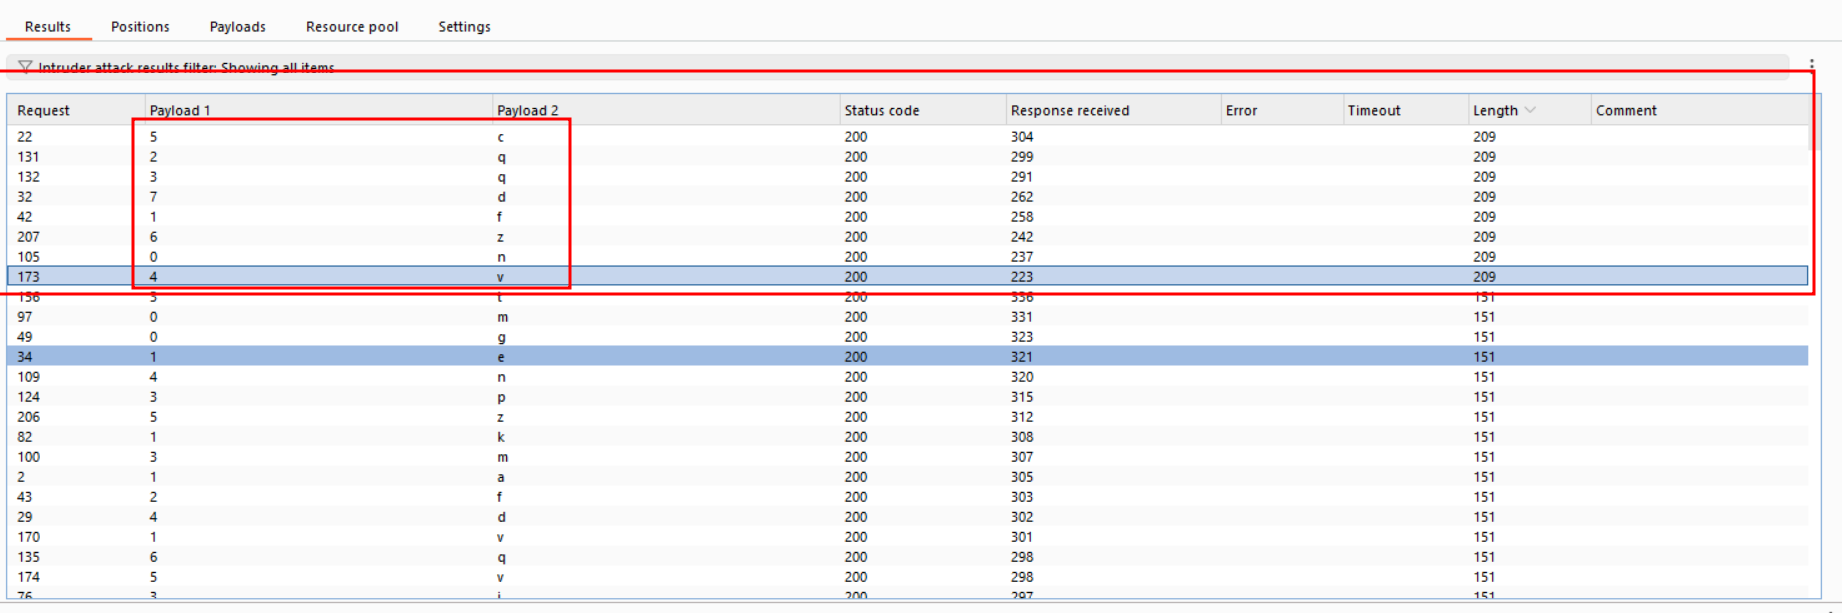 Results Positions Payloads Resource pool Settings
Intruder attack results filter: Showing all items
Request Payload 1 Payload 2 Status code Response received Error Timeout Length Comment
22 5 c 200 304 209
131 2 q 200 299 209
132 3 q 200 291 209
32 7 d 200 262 209
42 1 f 200 258 209
207 6 z 200 242 209
105 0 n 200 237 209
173 4 v 200 223 209
156 3 t 200 336 151
97 0 m 200 331 151
49 0 g 200 323 151
34 1 e 200 321 151
109 4 n 200 320 151
124 3 p 200 315 151
206 5 z 200 312 151
82 1 k 200 308 151
100 3 m 200 307 151
2 1 a 200 305 151
43 2 f 200 303 151
29 4 d 200 302 151
170 1 v 200 301 151
135 6 q 200 298 151
174 5 v 200 298 151
76 3 j 200 297 151